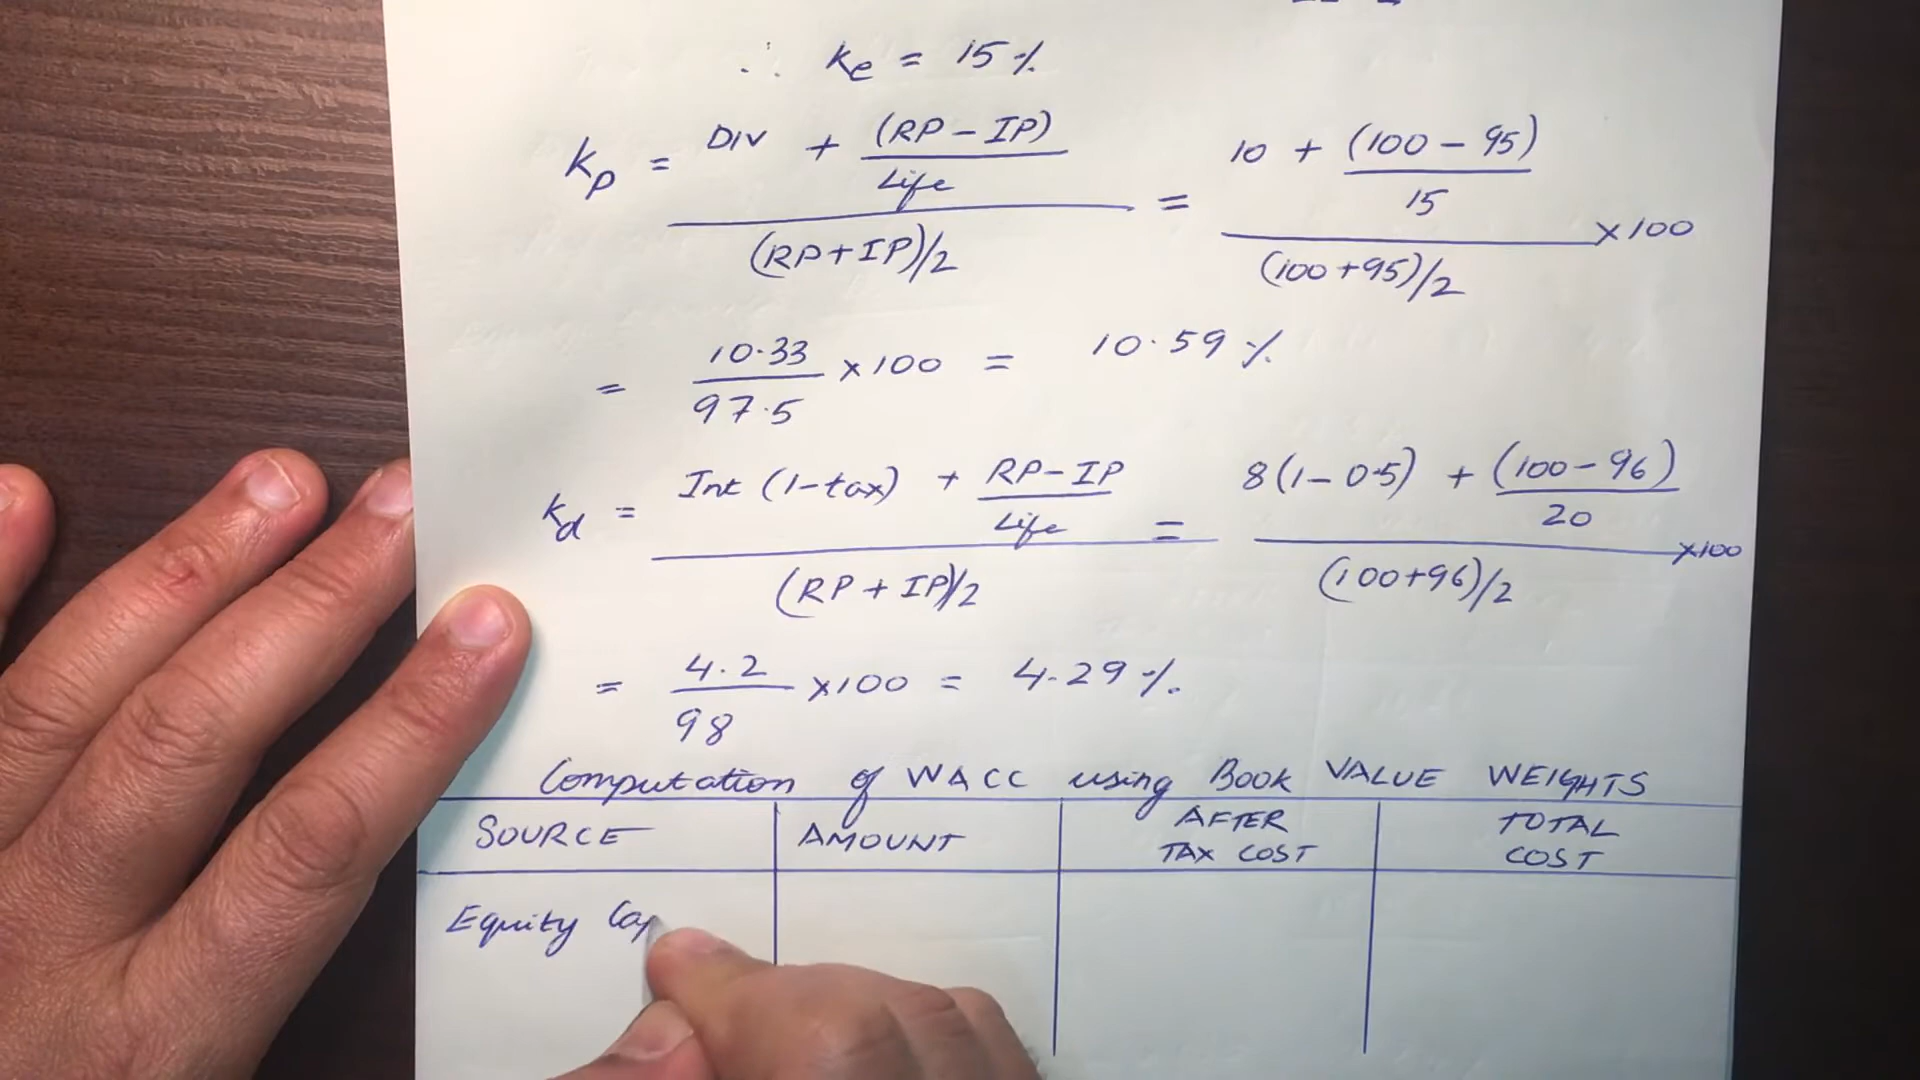 ∴ Ke = 15 %
Kp = DIV + (RP - IP) / Life = 10 + (100 - 95) / 15 × 100
(RP + IP)/2 (100 + 95)/2
= 10.33 / 97.5 × 100 = 10.59 %
Kd = Int (1 - tax) + RP - IP / Life = 8(1 - 0.5) + (100 - 96) / 20 × 100
(RP + IP)/2 (100 + 96)/2
= 4.2 / 98 × 100 = 4.29 %
Computation of WACC using Book VALUE WEIGHTS
SOURCE AMOUNT AFTER TAX COST TOTAL COST
Equity Cap